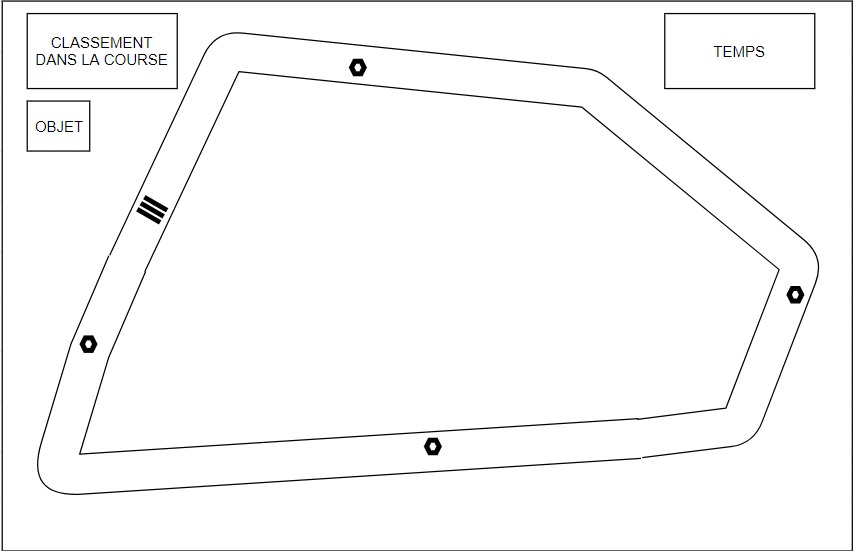 CLASSEMENT
DANS LA COURSE
TEMPS
OBJET